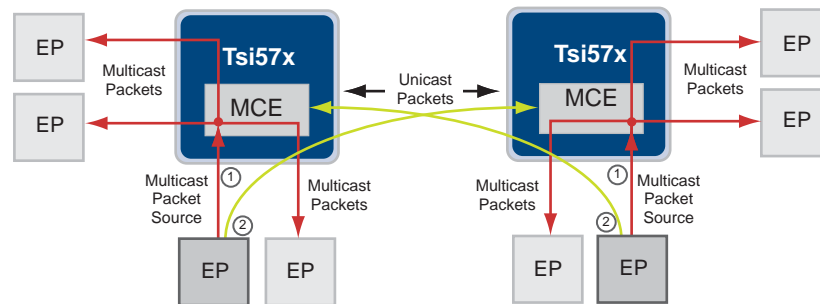 EP
Multicast
Packets
EP
Tsi57x
MCE
Unicast
Packets
Tsi57x
MCE
EP
Multicast
Packets
EP
1
Multicast
Packet
Source
2
Multicast
Packets
EP
EP
Multicast
Packets
1
Multicast
Packet
Source
2
EP
EP